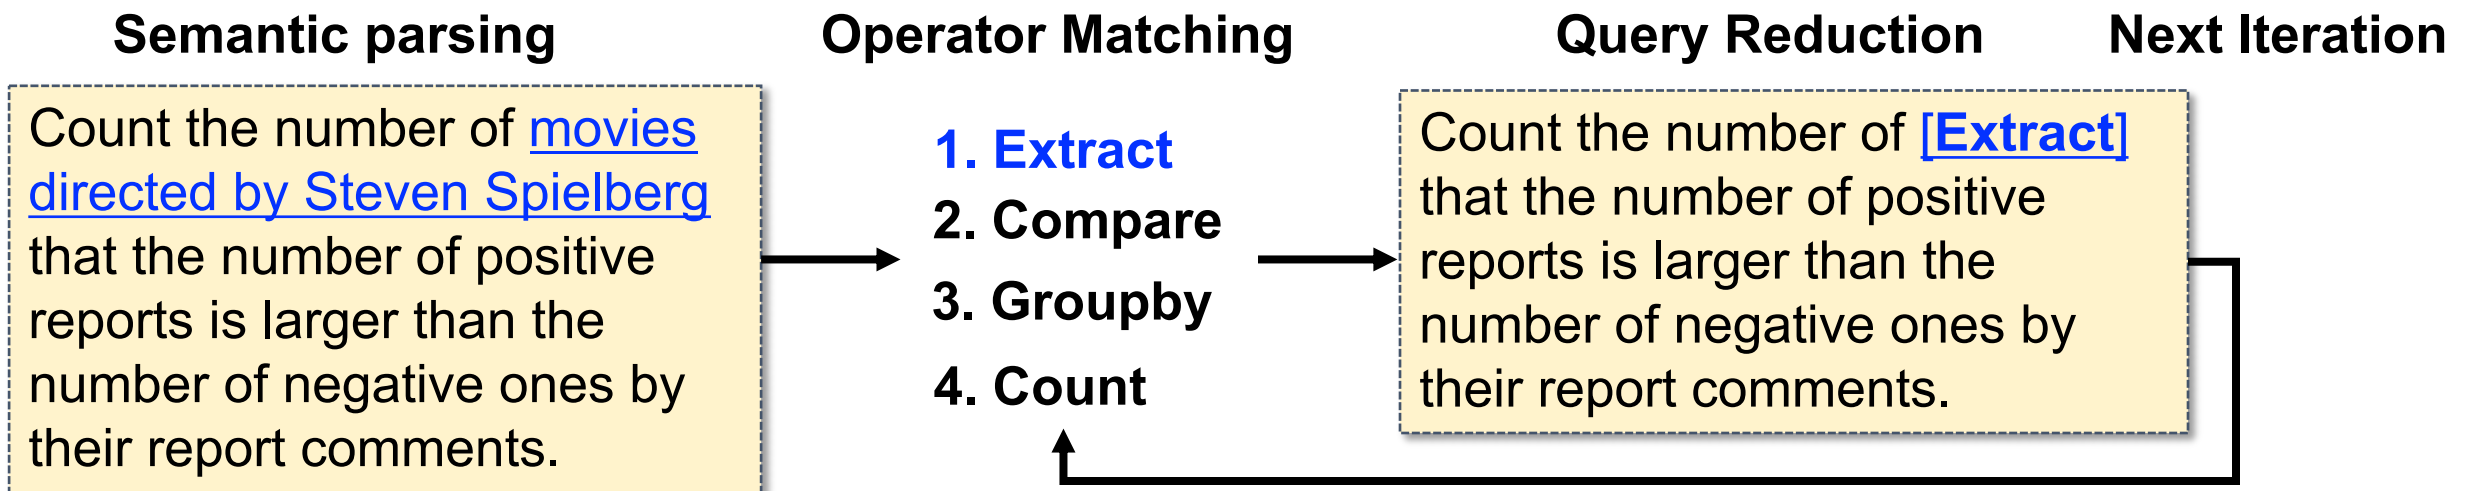 Semantic parsing
Operator Matching
Query Reduction
Next Iteration
Count the number of movies
directed by Steven Spielberg
that the number of positive
reports is larger than the
number of negative ones by
their report comments.
1. Extract
2. Compare
3. Groupby
4. Count
Count the number of [Extract]
that the number of positive
reports is larger than the
number of negative ones by
their report comments.